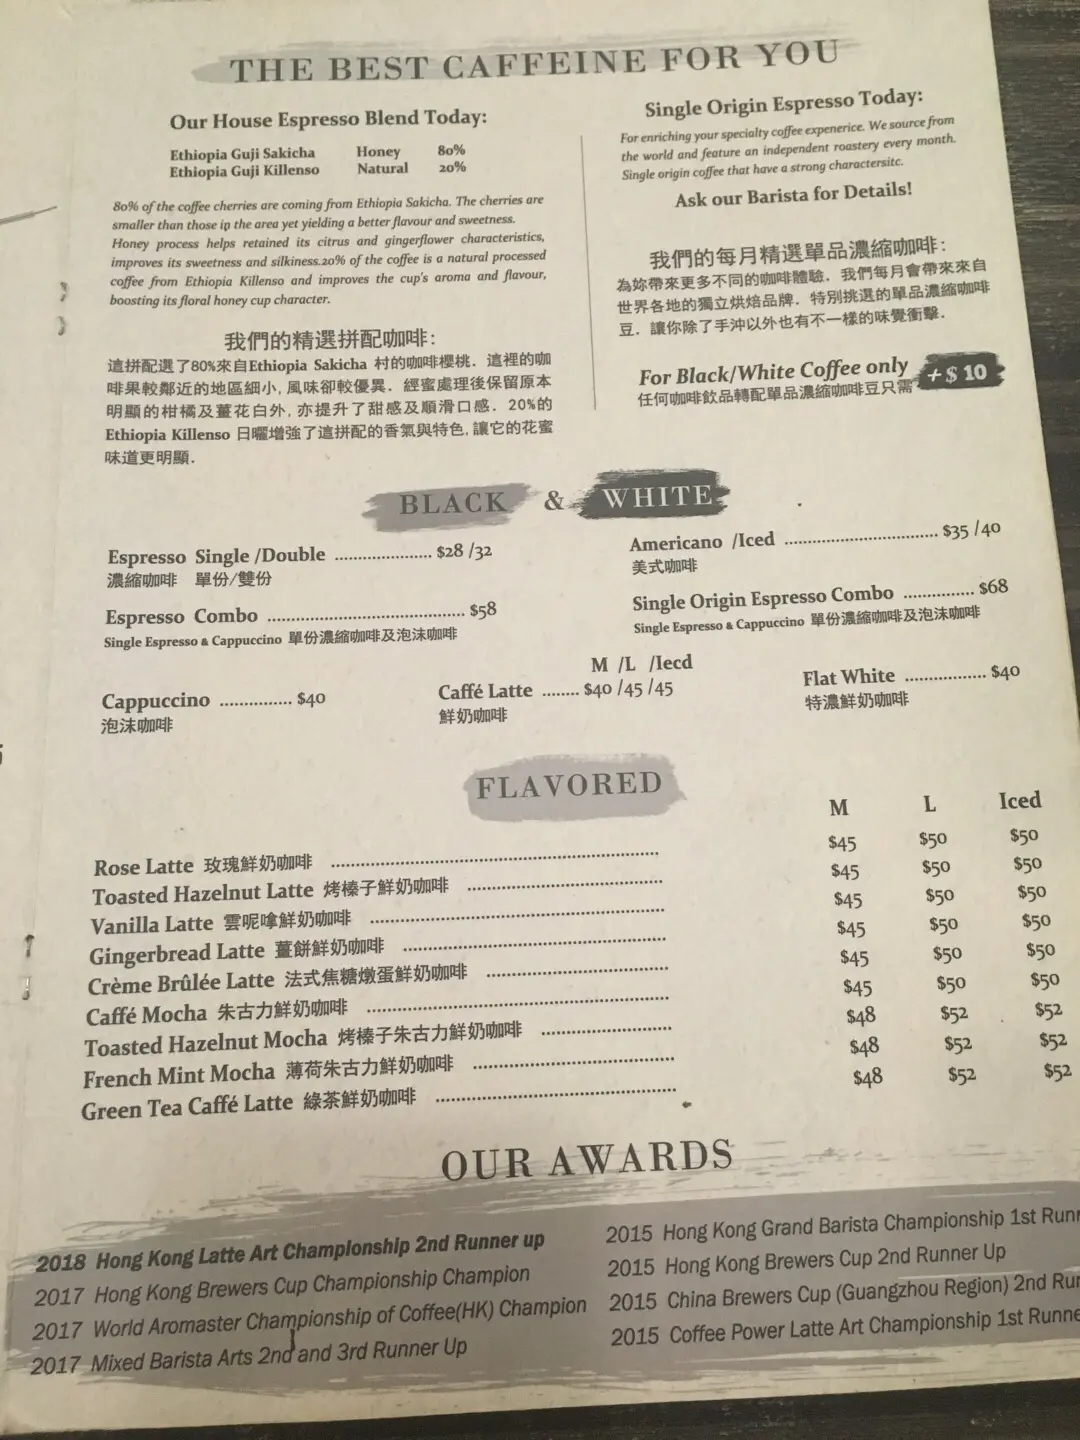 THE BEST CAFFEINE FOR YOU
Our House Espresso Blend Today:
Ethiopia Guji Sakicha Honey 80%
Ethiopia Guji Killenso Natural 20%
80% of the coffee cherries are coming from Ethiopia Sakicha. The cherries are
smaller than those ip the area yet yielding a better flavour and sweetness.
Honey process helps retained its citrus and gingerflower characteristics,
improves its sweetness and silkiness.20% of the coffee is a natural processed
coffee from Ethiopia Killenso and improves the cup's aroma and flavour,
boosting its floral honey cup character.
我們的精選拼配咖啡:
這拼配選了80%來自Ethiopia Sakicha 村的咖啡櫻桃. 這裡的咖
啡果較鄰近的地區細小, 風味卻較優異. 經蜜處理後保留原本
明顯的柑橘及薑花白外, 亦提升了甜感及順滑口感. 20%的
Ethiopia Killenso 日曬增強了這拼配的香氣與特色, 讓它的花蜜
味道更明顯.
Single Origin Espresso Today:
For enriching your specialty coffee expenerice. We source from
the world and feature an independent roastery every month.
Single origin coffee that have a strong charactersitc.
Ask our Barista for Details!
我們的每月精選單品濃縮咖啡:
為妳帶來更多不同的咖啡體驗. 我們每月會帶來來自
世界各地的獨立烘焙品牌. 特別挑選的單品濃縮咖啡
豆. 讓你除了手沖以外也有不一樣的味覺衝擊.
For Black/White Coffee only +$ 10
任何咖啡飲品轉配單品濃縮咖啡豆只需
BLACK & WHITE
Espresso Single /Double ..................... $28 /32
濃縮咖啡 單份/雙份
Americano /Iced ................................. $35 /40
美式咖啡
Espresso Combo ........................................... $58
Single Espresso & Cappuccino 單份濃縮咖啡及泡沫咖啡
Single Origin Espresso Combo ............... $68
Single Espresso & Cappuccino 單份濃縮咖啡及泡沫咖啡
Cappuccino ............... $40
泡沫咖啡
M /L /Iecd
Caffé Latte ........ $40 /45 /45
鮮奶咖啡
Flat White ................. $40
特濃鮮奶咖啡
FLAVORED
M L Iced
Rose Latte 玫瑰鮮奶咖啡 ........ $45 $50 $50
Toasted Hazelnut Latte 烤榛子鮮奶咖啡 ........ $45 $50 $50
Vanilla Latte 雲呢嗱鮮奶咖啡 ........ $45 $50 $50
Gingerbread Latte 薑餅鮮奶咖啡 ........ $45 $50 $50
Crème Brûlée Latte 法式焦糖燉蛋鮮奶咖啡 ........ $45 $50 $50
Caffé Mocha 朱古力鮮奶咖啡 ........ $45 $50 $50
Toasted Hazelnut Mocha 烤榛子朱古力鮮奶咖啡 ........ $48 $52 $52
French Mint Mocha 薄荷朱古力鮮奶咖啡 ........ $48 $52 $52
Green Tea Caffé Latte 綠茶鮮奶咖啡 ........ $48 $52 $52
OUR AWARDS
2018 Hong Kong Latte Art Champlonship 2nd Runner up
2017 Hong Kong Brewers Cup Championship Champion
2017 World Aromaster Championship of Coffee(HK) Champion
2017 Mixed Barista Arts 2nd and 3rd Runner Up
2015 Hong Kong Grand Barista Championship 1st Runn
2015 Hong Kong Brewers Cup 2nd Runner Up
2015 China Brewers Cup (Guangzhou Region) 2nd Ru
2015 Coffee Power Latte Art Championship 1st Runne